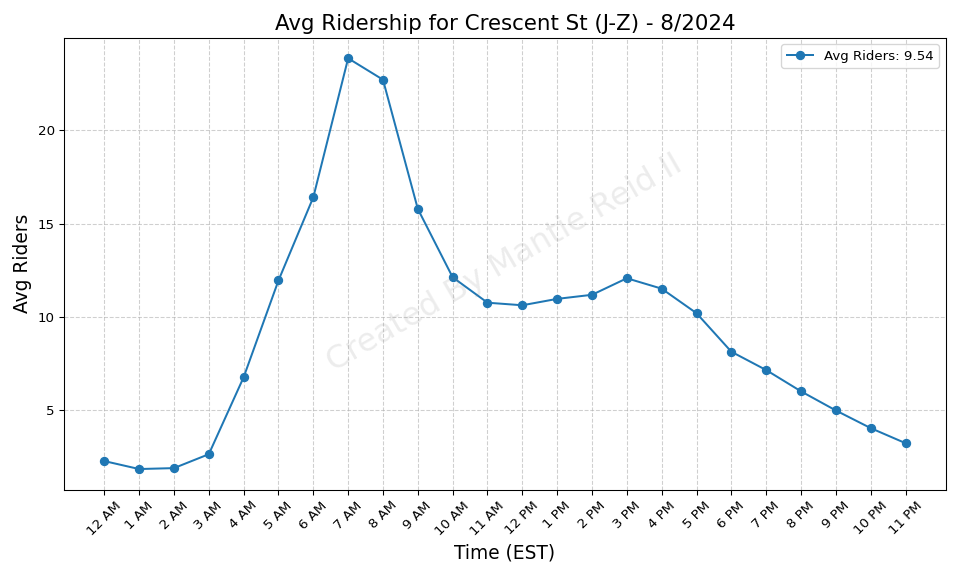 Avg Ridership for Crescent St (J-Z) - 8/2024
Avg Riders: 9.54
Avg Riders
20
15
10
5
Created By Mantie Reid II
12 AM
1 AM
2 AM
3 AM
4 AM
5 AM
6 AM
7 AM
8 AM
9 AM
10 AM
11 AM
12 PM
1 PM
2 PM
3 PM
4 PM
5 PM
6 PM
7 PM
8 PM
9 PM
10 PM
11 PM
Time (EST)